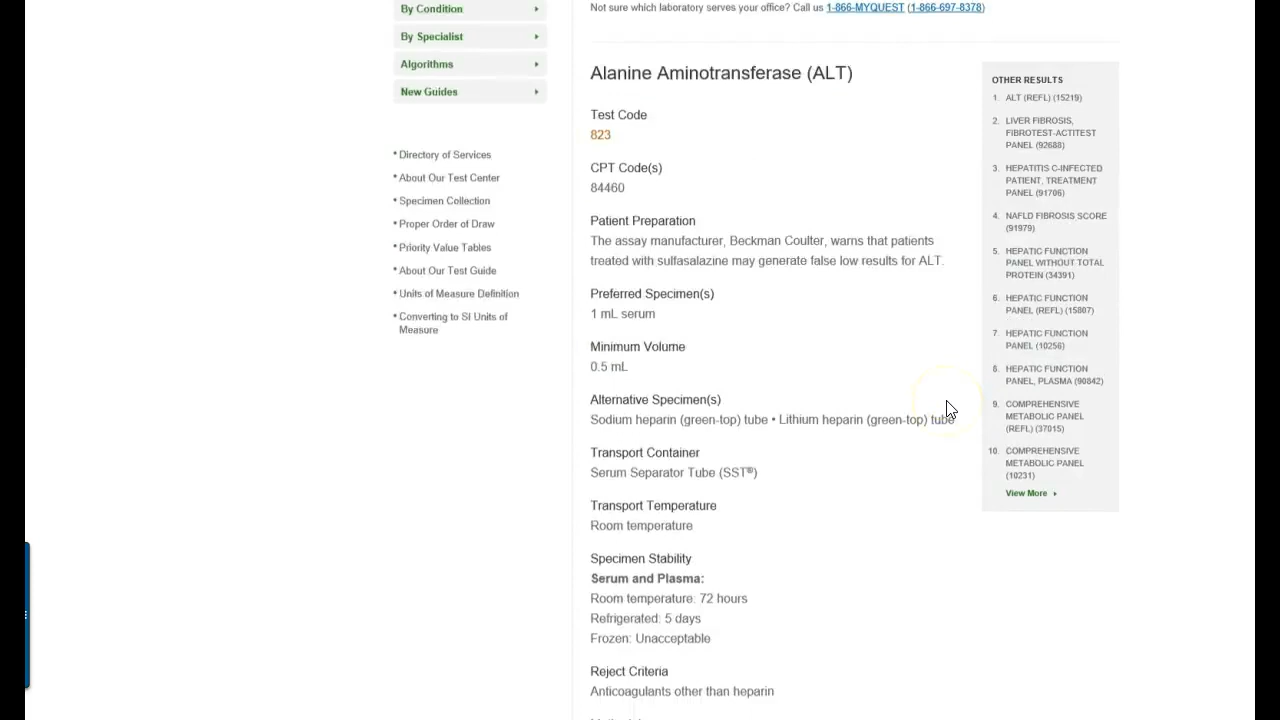 By Condition
By Specialist
Algorithms
New Guides
* Directory of Services
* About Our Test Center
* Specimen Collection
* Proper Order of Draw
* Priority Value Tables
* About Our Test Guide
* Units of Measure Definition
* Converting to SI Units of
Measure
Not sure which laboratory serves your office? Call us 1-866-MYQUEST (1-866-697-8378)
Alanine Aminotransferase (ALT)
Test Code
823
CPT Code(s)
84460
Patient Preparation
The assay manufacturer, Beckman Coulter, warns that patients
treated with sulfasalazine may generate false low results for ALT.
Preferred Specimen(s)
1 mL serum
Minimum Volume
0.5 mL
Alternative Specimen(s)
Sodium heparin (green-top) tube • Lithium heparin (green-top) tube
Transport Container
Serum Separator Tube (SST®)
Transport Temperature
Room temperature
Specimen Stability
Serum and Plasma:
Room temperature: 72 hours
Refrigerated: 5 days
Frozen: Unacceptable
Reject Criteria
Anticoagulants other than heparin
OTHER RESULTS
1. ALT (REFL) (15219)
2. LIVER FIBROSIS,
FIBROTEST-ACTITEST
PANEL (92688)
3. HEPATITIS C-INFECTED
PATIENT, TREATMENT
PANEL (91706)
4. NAFLD FIBROSIS SCORE
(91979)
5. HEPATIC FUNCTION
PANEL WITHOUT TOTAL
PROTEIN (34391)
6. HEPATIC FUNCTION
PANEL (REFL) (15807)
7. HEPATIC FUNCTION
PANEL (10256)
8. HEPATIC FUNCTION
PANEL, PLASMA (90842)
9. COMPREHENSIVE
METABOLIC PANEL
(REFL) (37015)
10. COMPREHENSIVE
METABOLIC PANEL
(10231)
View More